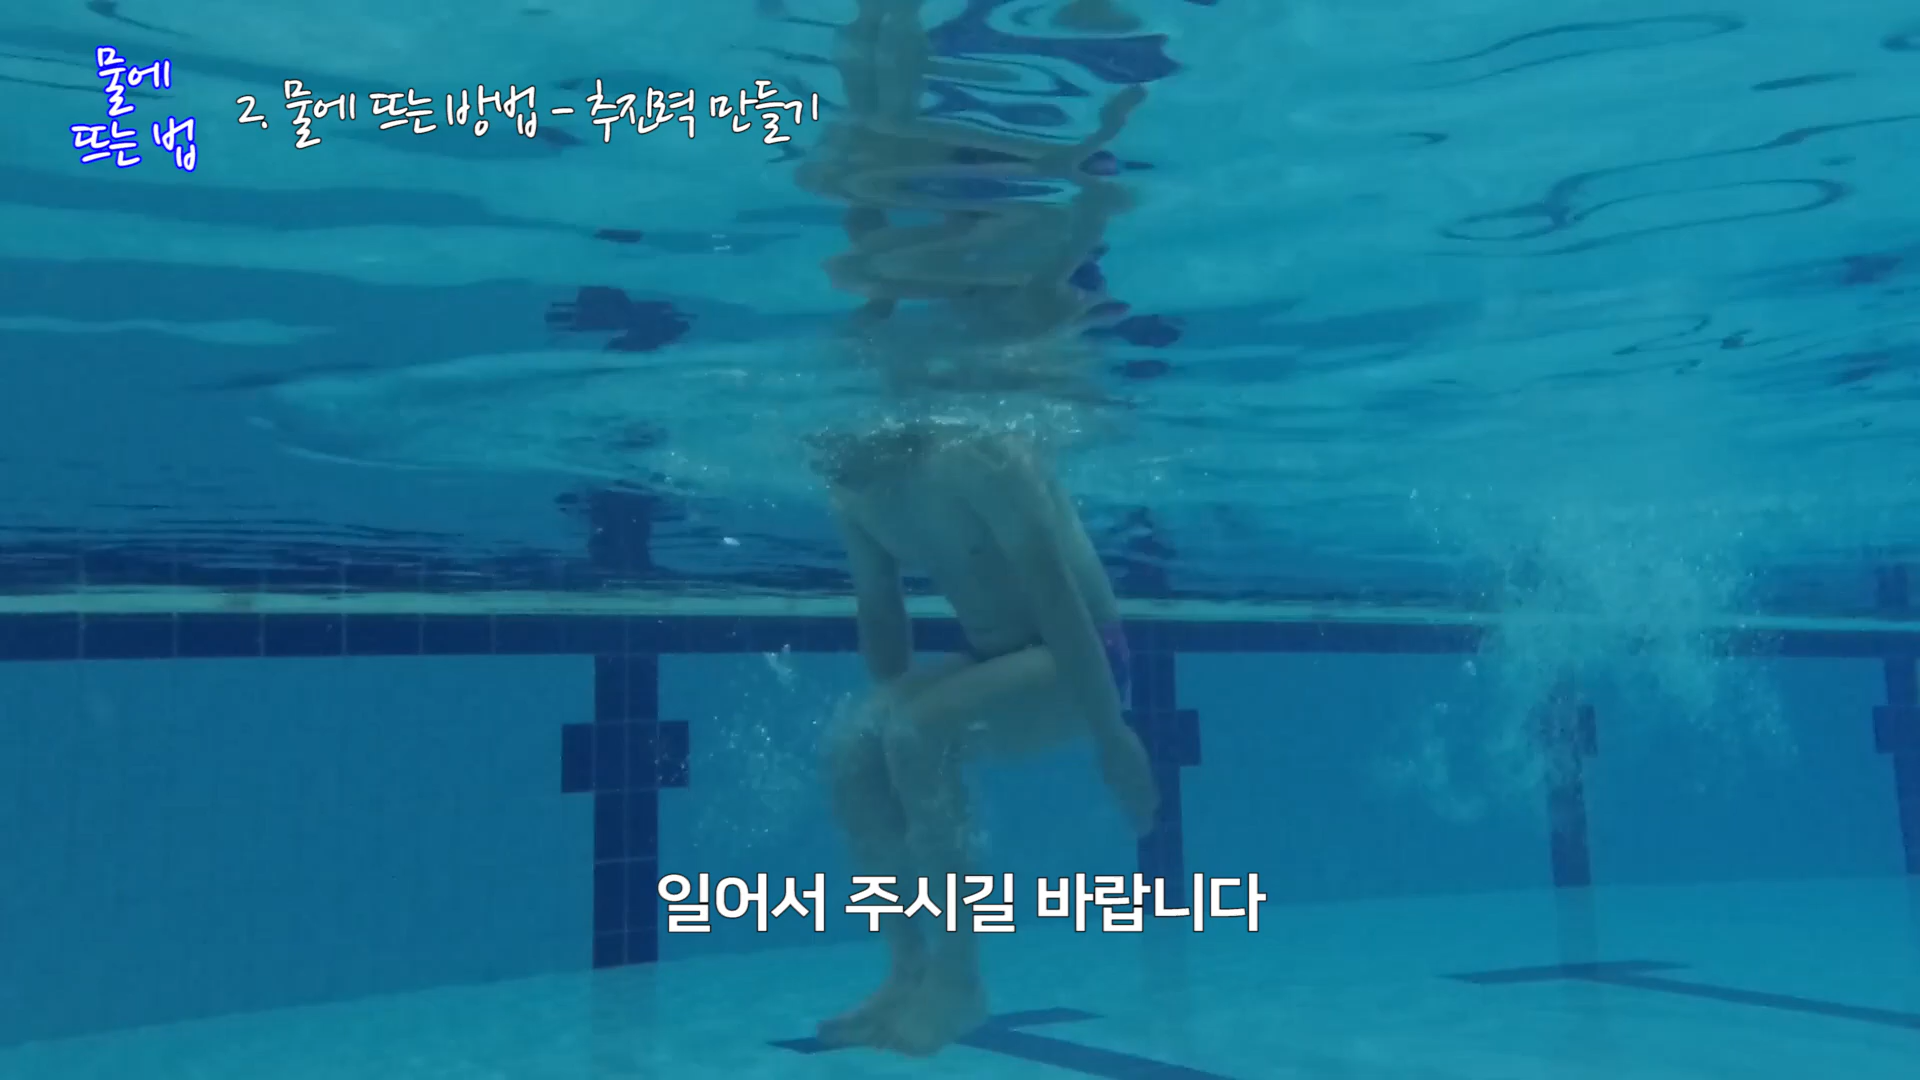 물에
뜨는 법
2. 물에 뜨는 방법 - 추진력 만들기
일어서 주시길 바랍니다